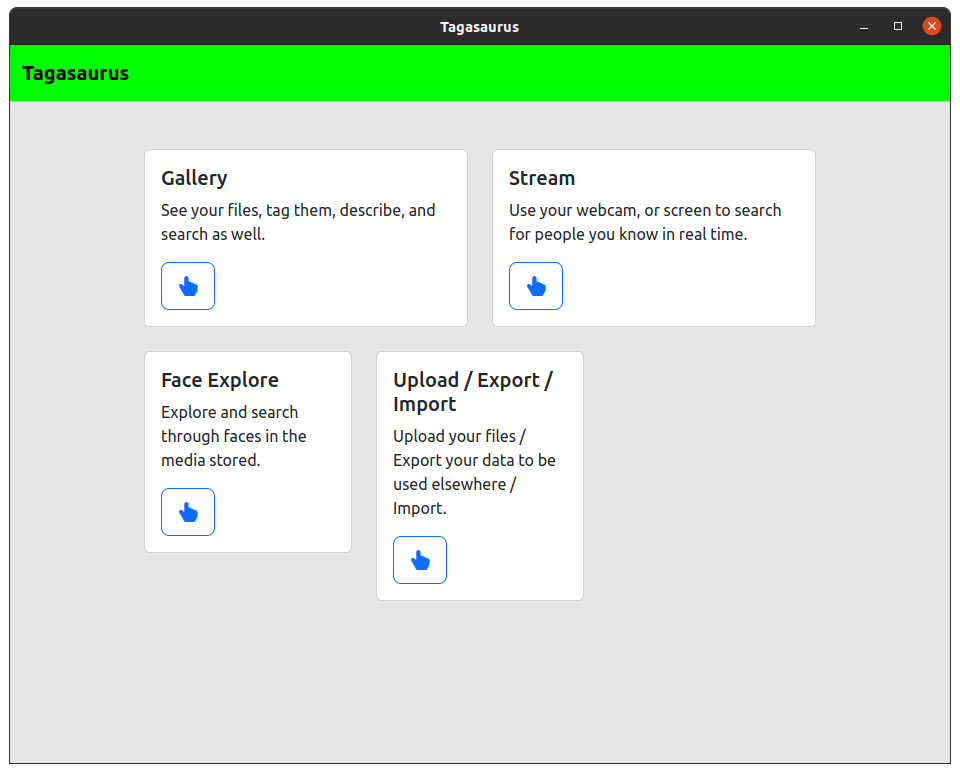 Tagasaurus
Tagasaurus
Gallery
See your files, tag them, describe, and
search as well.
Stream
Use your webcam, or screen to search
for people you know in real time.
Face Explore
Explore and search
through faces in the
media stored.
Upload / Export /
Import
Upload your files /
Export your data to be
used elsewhere /
Import.